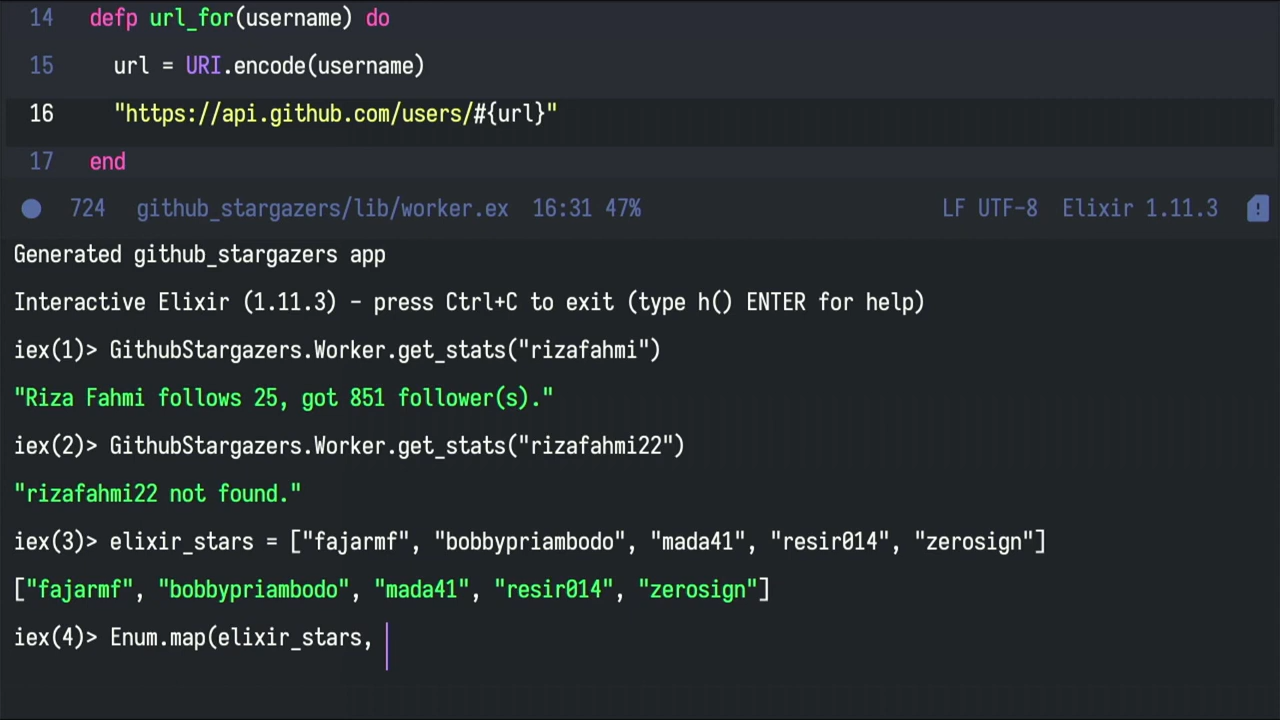 14 defp url_for(username) do
15 url = URI.encode(username)
16 "https://api.github.com/users/#{url}"
17 end
724 github_stargazers/lib/worker.ex 16:31 47% LF UTF-8 Elixir 1.11.3
Generated github_stargazers app
Interactive Elixir (1.11.3) - press Ctrl+C to exit (type h() ENTER for help)
iex(1)> GithubStargazers.Worker.get_stats("rizafahmi")
"Riza Fahmi follows 25, got 851 follower(s)."
iex(2)> GithubStargazers.Worker.get_stats("rizafahmi22")
"rizafahmi22 not found."
iex(3)> elixir_stars = ["fajarmf", "bobbypriambodo", "mada41", "resir014", "zerosign"]
["fajarmf", "bobbypriambodo", "mada41", "resir014", "zerosign"]
iex(4)> Enum.map(elixir_stars,